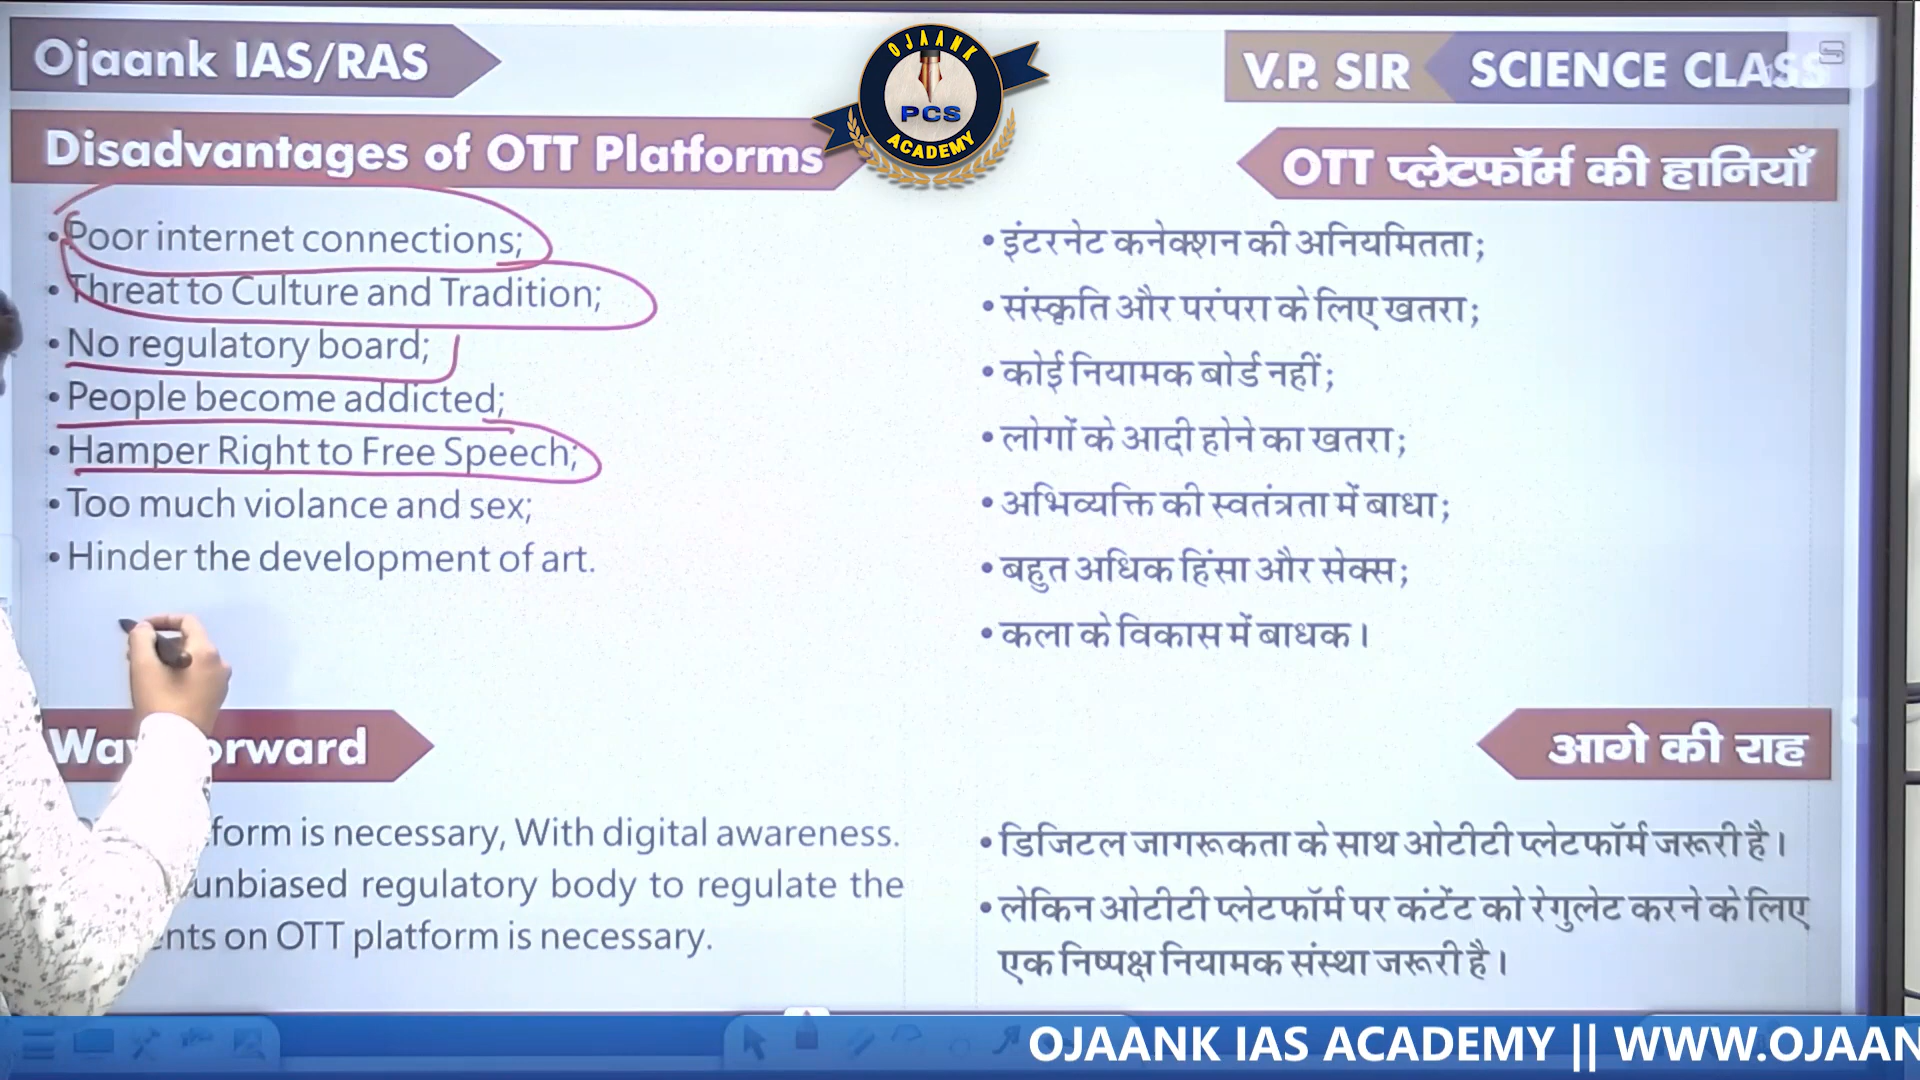 Ojaank IAS/RAS
OJAANK
PCS
ACADEMY
V.P. SIR
SCIENCE CLASS
Disadvantages of OTT Platforms
OTT प्लेटफॉर्म की हानियाँ
• Poor internet connections;
• Threat to Culture and Tradition;
• No regulatory board;
• People become addicted;
• Hamper Right to Free Speech;
• Too much violance and sex;
• Hinder the development of art.
• इंटरनेट कनेक्शन की अनियमितता;
• संस्कृति और परंपरा के लिए खतरा;
• कोई नियामक बोर्ड नहीं;
• लोगों के आदी होने का खतरा;
• अभिव्यक्ति की स्वतंत्रता में बाधा;
• बहुत अधिक हिंसा और सेक्स;
• कला के विकास में बाधक।
Way orward
आगे की राह
form is necessary, With digital awareness.
unbiased regulatory body to regulate the
ents on OTT platform is necessary.
• डिजिटल जागरूकता के साथ ओटीटी प्लेटफॉर्म जरूरी है।
• लेकिन ओटीटी प्लेटफॉर्म पर कंटेंट को रेगुलेट करने के लिए
एक निष्पक्ष नियामक संस्था जरूरी है।
OJAANK IAS ACADEMY || WWW.OJAAN